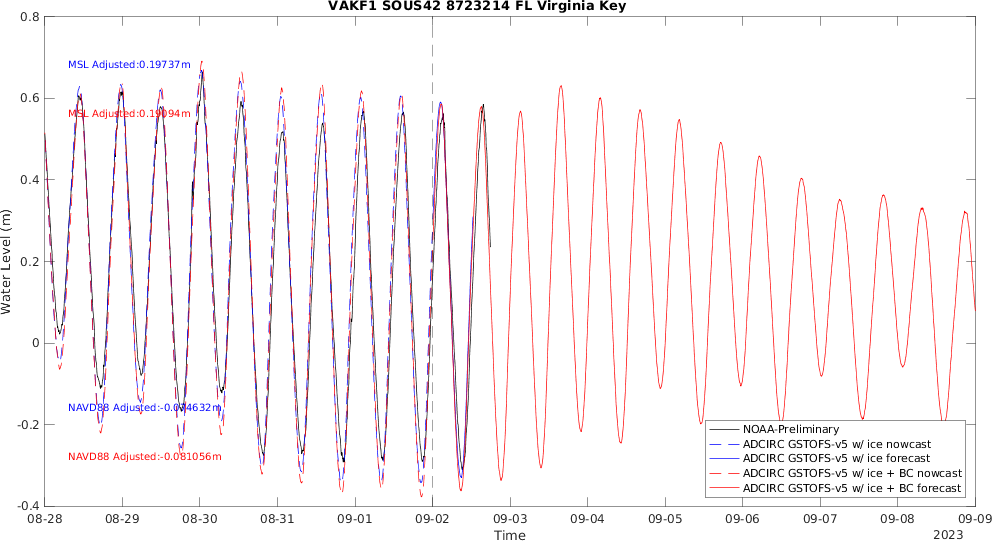 VAKF1 SOUS42 8723214 FL Virginia Key
0.8
0.6
0.4
0.2
0
-0.2
-0.4
Water Level (m)
MSL Adjusted:0.19737m
MSL Adjusted:0.19094m
NAVD88 Adjusted:-0.074632m
NAVD88 Adjusted:-0.081056m
NOAA-Preliminary
ADCIRC GSTOFS-v5 w/ ice nowcast
ADCIRC GSTOFS-v5 w/ ice forecast
ADCIRC GSTOFS-v5 w/ ice + BC nowcast
ADCIRC GSTOFS-v5 w/ ice + BC forecast
08-28 08-29 08-30 08-31 09-01 09-02 09-03 09-04 09-05 09-06 09-07 09-08 09-09
Time
2023